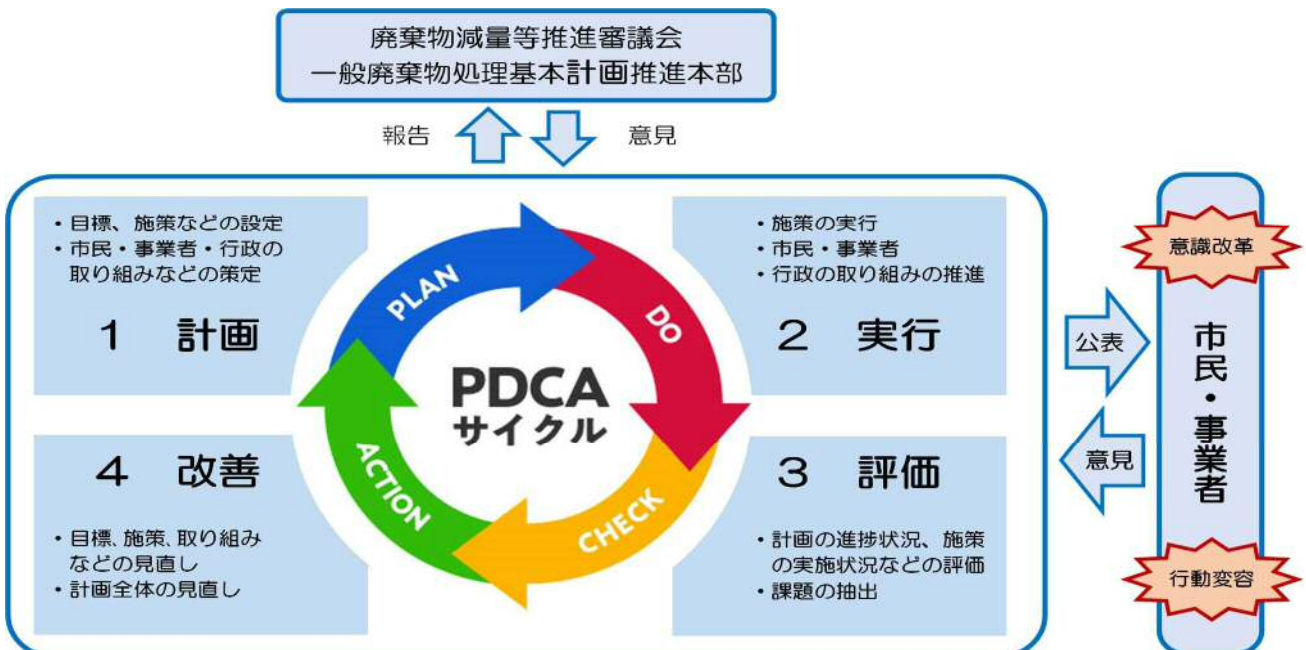 廃棄物減量等推進審議会
一般廃棄物処理基本計画推進本部
報告
意見
・目標、施策などの設定
・市民・事業者・行政の
取り組みなどの策定
1 計画
PLAN
・施策の実行
・市民・事業者
・行政の取り組みの推進
2 実行
DO
PDCA
サイクル
4 改善
・目標、施策、取り組み
などの見直し
・計画全体の見直し
ACTION
3 評価
・計画の進捗状況、施策
の実施状況などの評価
・課題の抽出
CHECK
公表
意見
意識改革
市民・事業者
行動変容